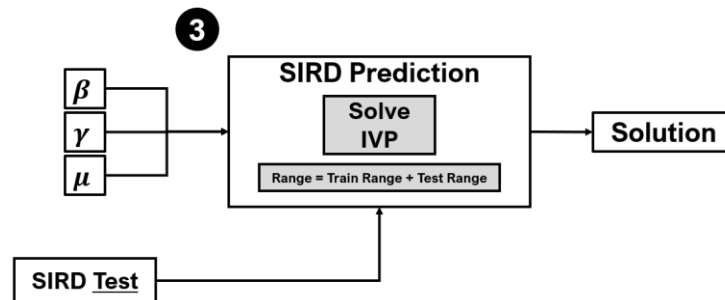 3
SIRD Prediction
β
Solve
IVP
γ
Solution
μ
Range = Train Range + Test Range
SIRD Test